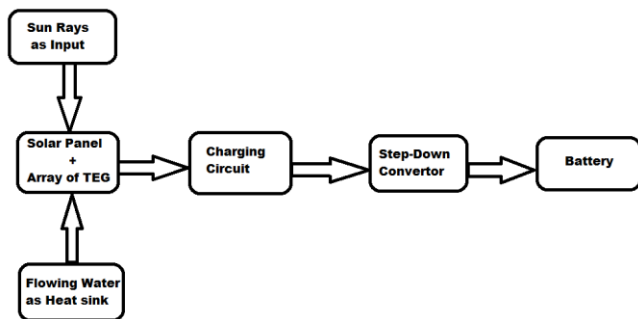 Sun Rays
as Input
Solar Panel
+
Array of TEG
Charging
Circuit
Step-Down
Convertor
Battery
Flowing Water
as Heat sink